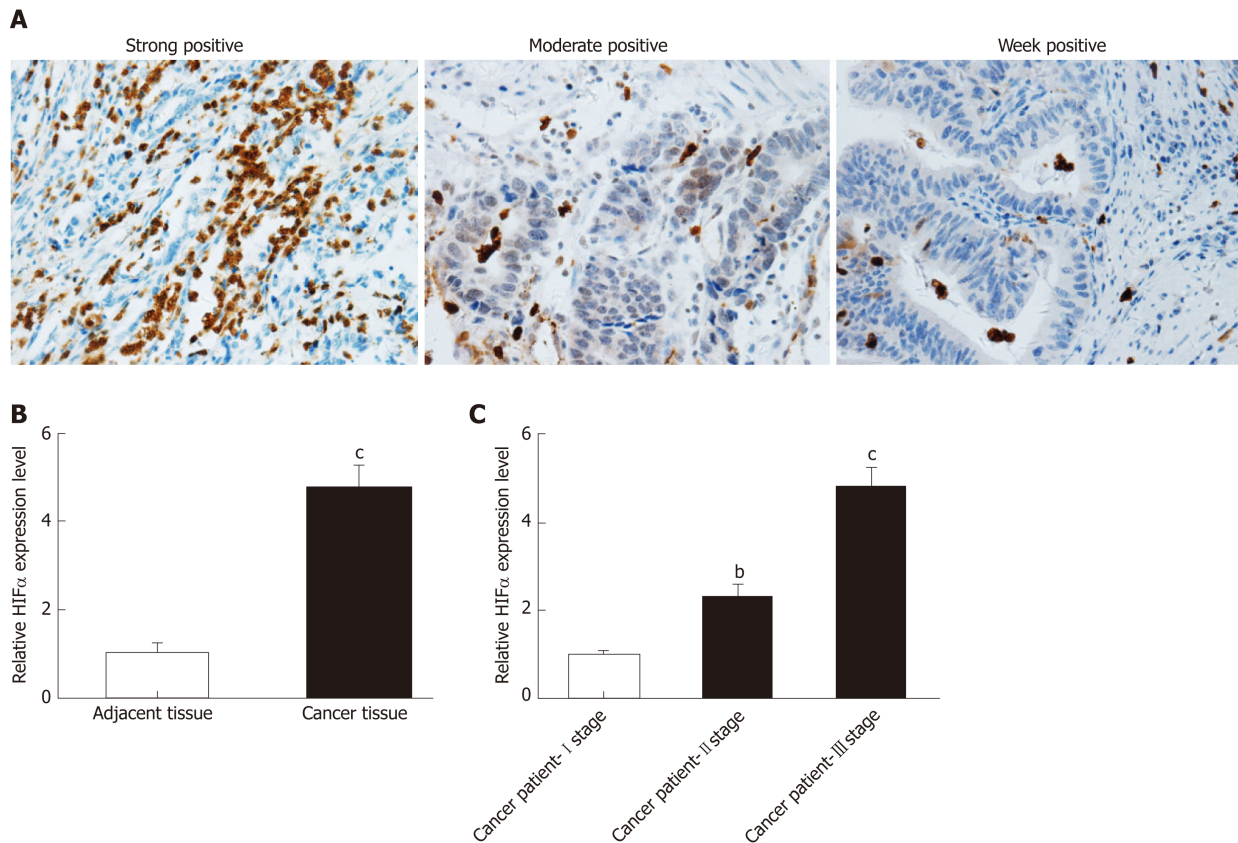 A
Strong positive
Moderate positive
Week positive
B
Relative HIFα expression level
6
4
2
0
c
Adjacent tissue
Cancer tissue
C
Relative HIFα expression level
6
4
2
0
b
c
Cancer patient-Ⅰ stage
Cancer patient-Ⅱ stage
Cancer patient-Ⅲ stage